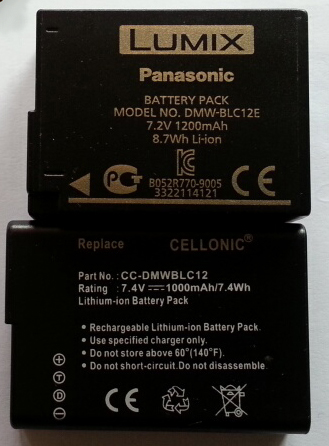 LUMIX
Panasonic
BATTERY PACK
MODEL NO. DMW-BLC12E
7.2V 1200mAh
8.7Wh Li-ion
B052R770-9005
3322114121
CE
Replace CELLONIC®
Part No.: CC-DMWBLC12
Rating : 7.4V⎓1000mAh/7.4Wh
Lithium-ion Battery Pack
• Rechargeable Lithium-ion Battery Pack.
• Use specified charger only.
• Do not store above 60°(140°F).
• Do not short-circuit.Do not disassemble.
+ T D -
CE